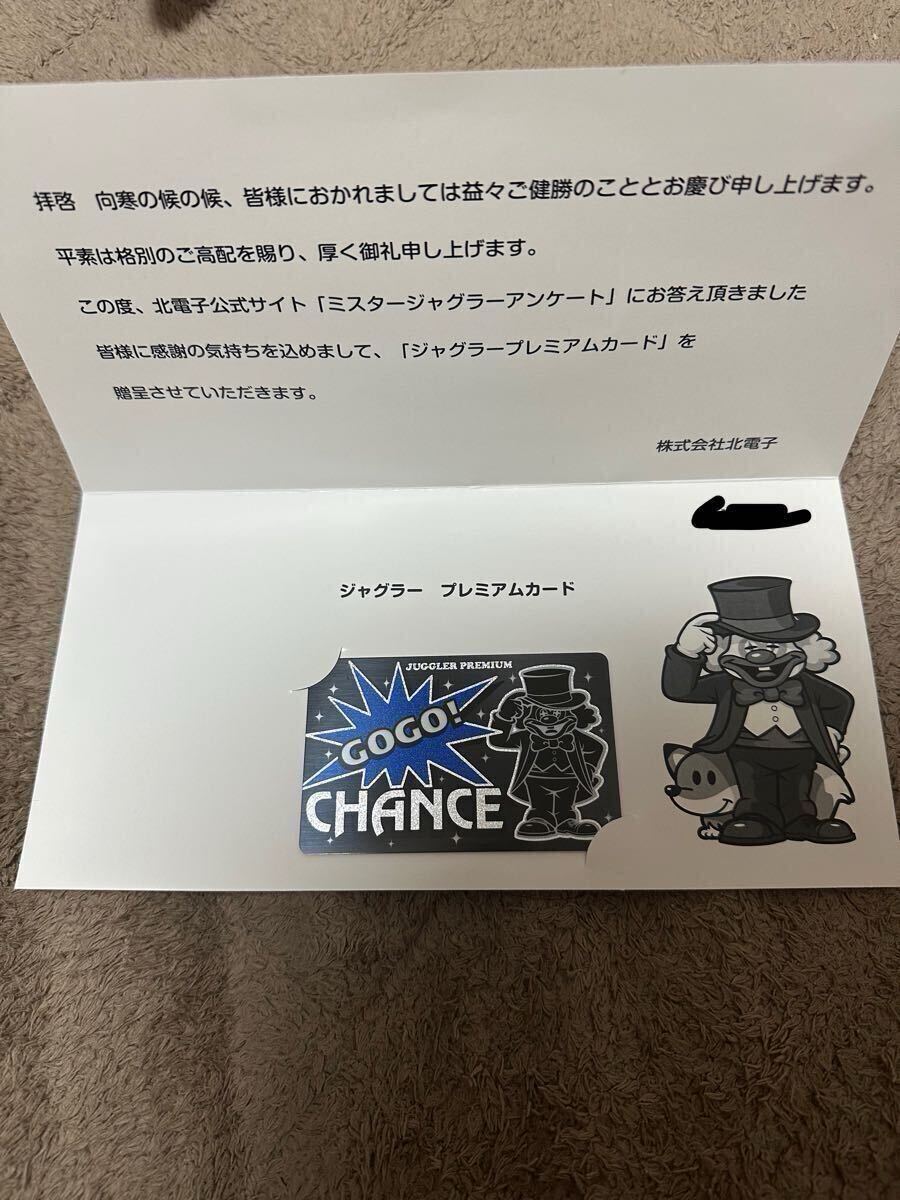 拝啓　向寒の候の候、皆様におかれましては益々ご健勝のこととお慶び申し上げます。
平素は格別のご高配を賜り、厚く御礼申し上げます。
この度、北電子公式サイト「ミスタージャグラーアンケート」にお答え頂きました
皆様に感謝の気持ちを込めまして、「ジャグラープレミアムカード」を
贈呈させていただきます。
株式会社北電子
ジャグラー　プレミアムカード
JUGGLER PREMIUM
GOGO!
CHANCE